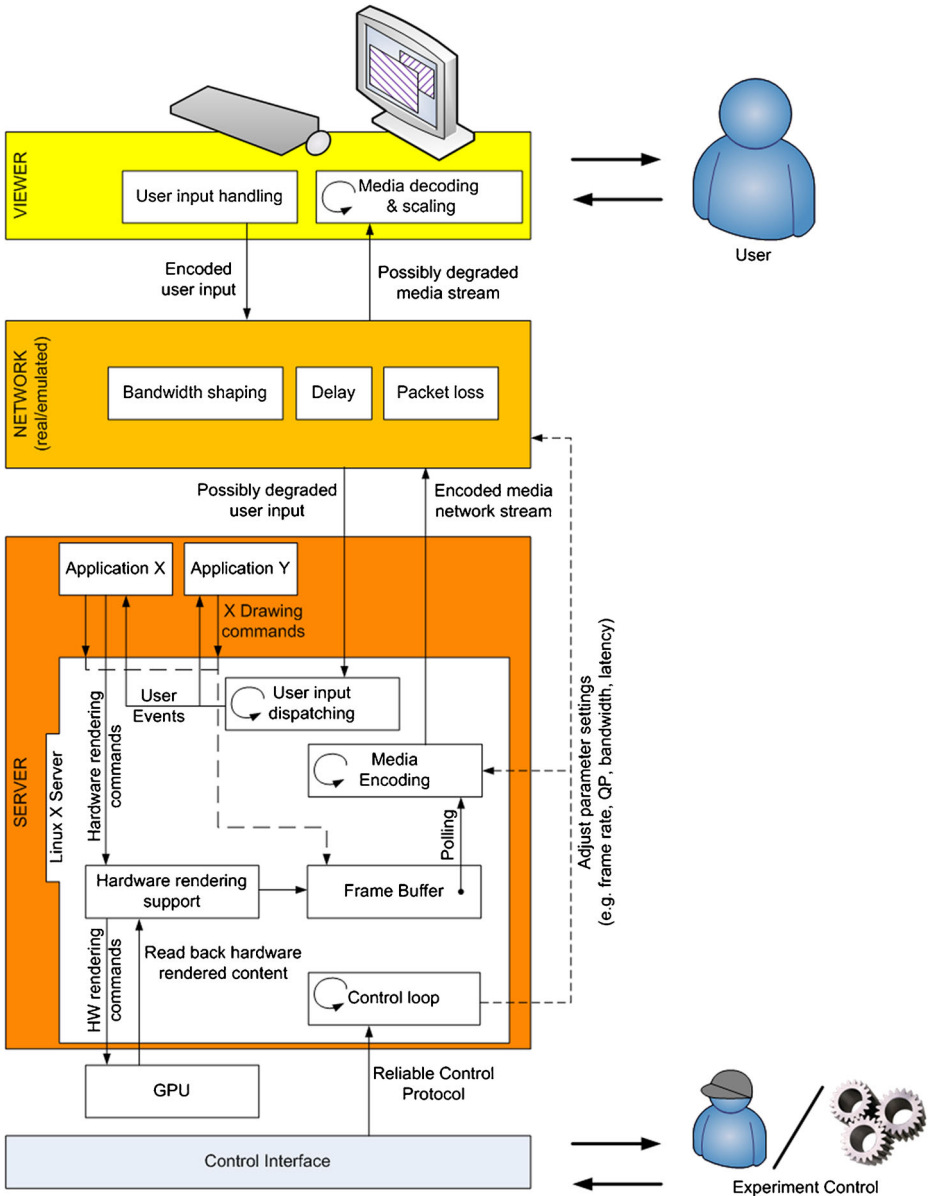 VIEWER
User input handling
Media decoding
& scaling
User
Encoded
user input
Possibly degraded
media stream
NETWORK
(real/emulated)
Bandwidth shaping
Delay
Packet loss
Possibly degraded
user input
Encoded media
network stream
SERVER
Application X
Application Y
X Drawing
commands
User
Events
User input
dispatching
Linux X Server
Hardware rendering
commands
Media
Encoding
Polling
Adjust parameter settings
(e.g. frame rate, QP, bandwidth, latency)
Hardware rendering
support
Frame Buffer
HW rendering
commands
Read back hardware
rendered content
Control loop
GPU
Reliable Control
Protocol
Control Interface
Experiment Control